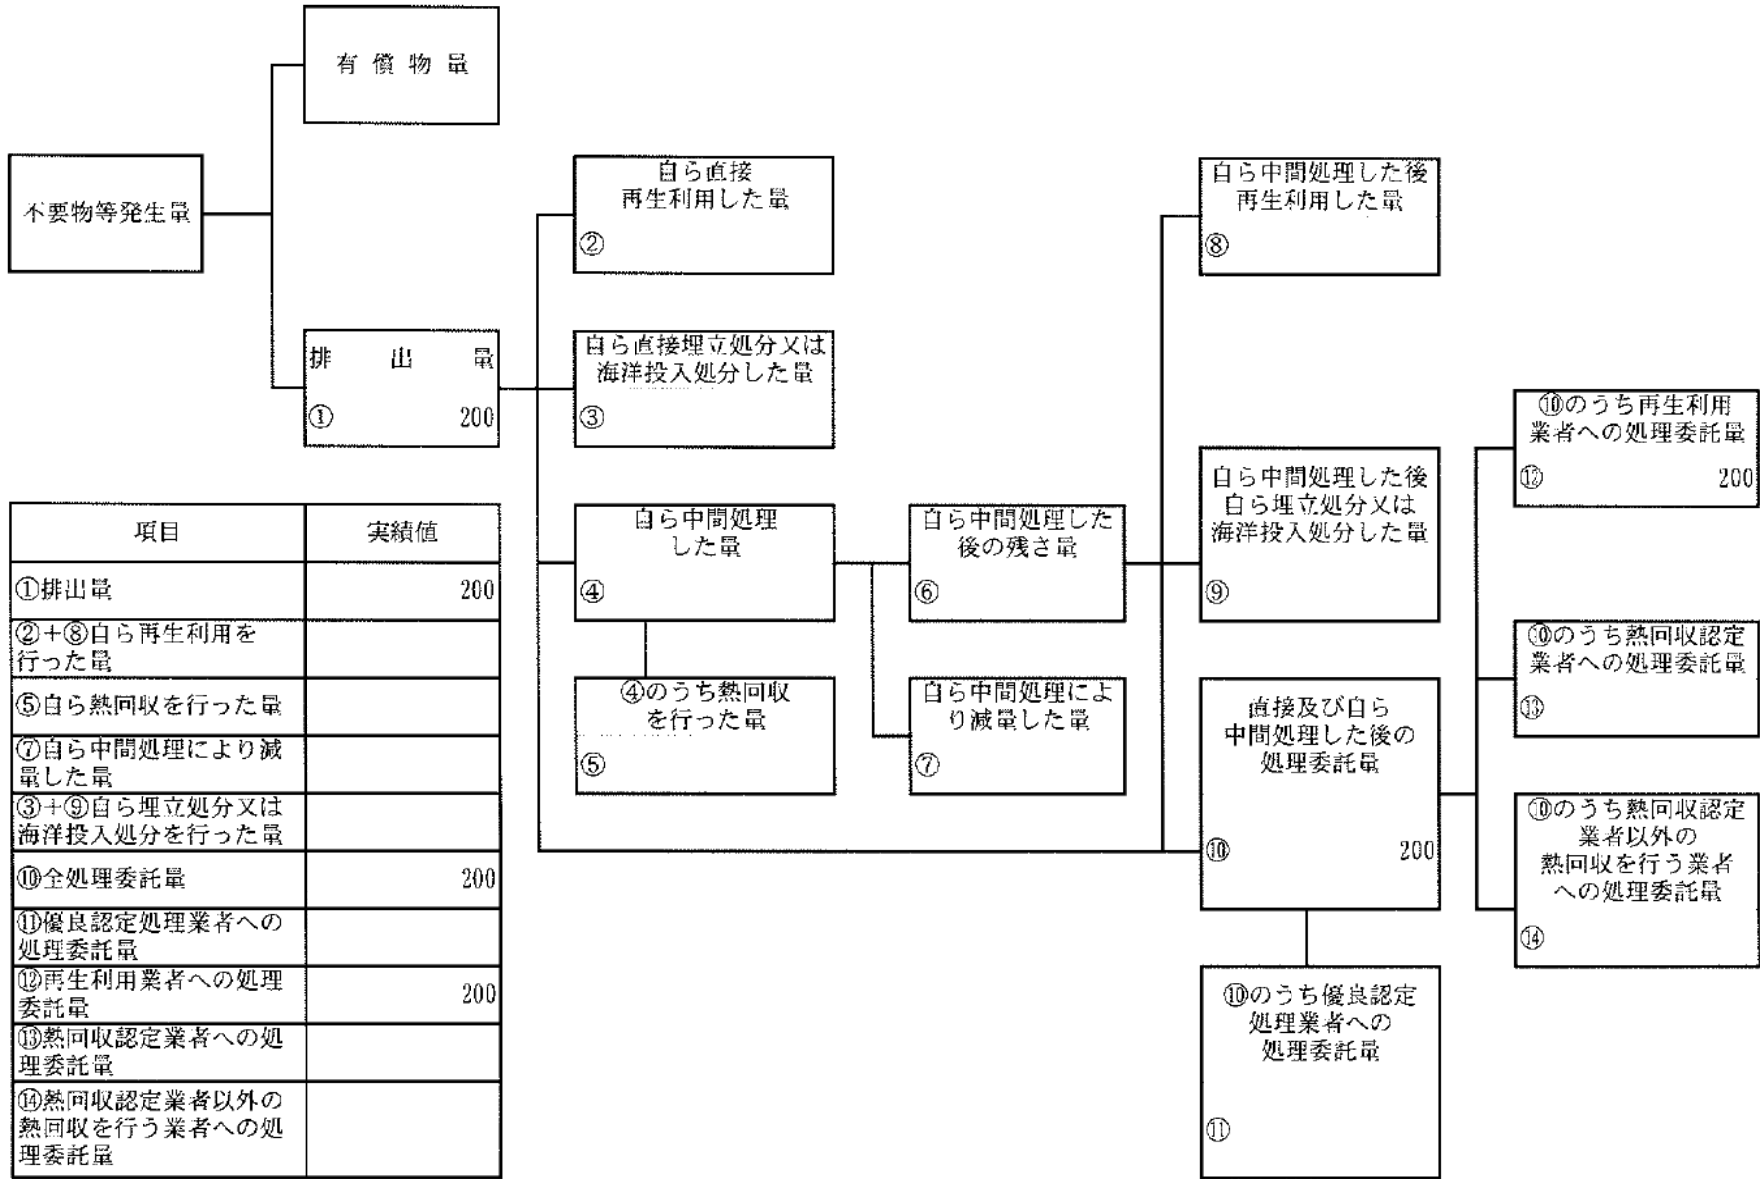 有償物量
不要物等発生量
排出量
① 200
自ら直接
再生利用した量
②
自ら直接埋立処分又は
海洋投入処分した量
③
自ら中間処理
した量
④
④のうち熱回収
を行った量
⑤
自ら中間処理した
後の残さ量
⑥
自ら中間処理によ
り減量した量
⑦
自ら中間処理した後
再生利用した量
⑧
自ら中間処理した後
自ら埋立処分又は
海洋投入処分した量
⑨
直接及び自ら
中間処理した後の
処理委託量
⑩ 200
⑩のうち優良認定
処理業者への
処理委託量
⑪
⑩のうち再生利用
業者への処理委託量
⑫ 200
⑩のうち熱回収認定
業者への処理委託量
⑬
⑩のうち熱回収認定
業者以外の
熱回収を行う業者
への処理委託量
⑭
項目 実績値
①排出量 200
②+⑧自ら再生利用を
行った量
⑤自ら熱回収を行った量
⑦自ら中間処理により減
量した量
③+⑨自ら埋立処分又は
海洋投入処分を行った量
⑩全処理委託量 200
⑪優良認定処理業者への
処理委託量
⑫再生利用業者への処理
委託量 200
⑬熱回収認定業者への処
理委託量
⑭熱回収認定業者以外の
熱回収を行う業者への処
理委託量